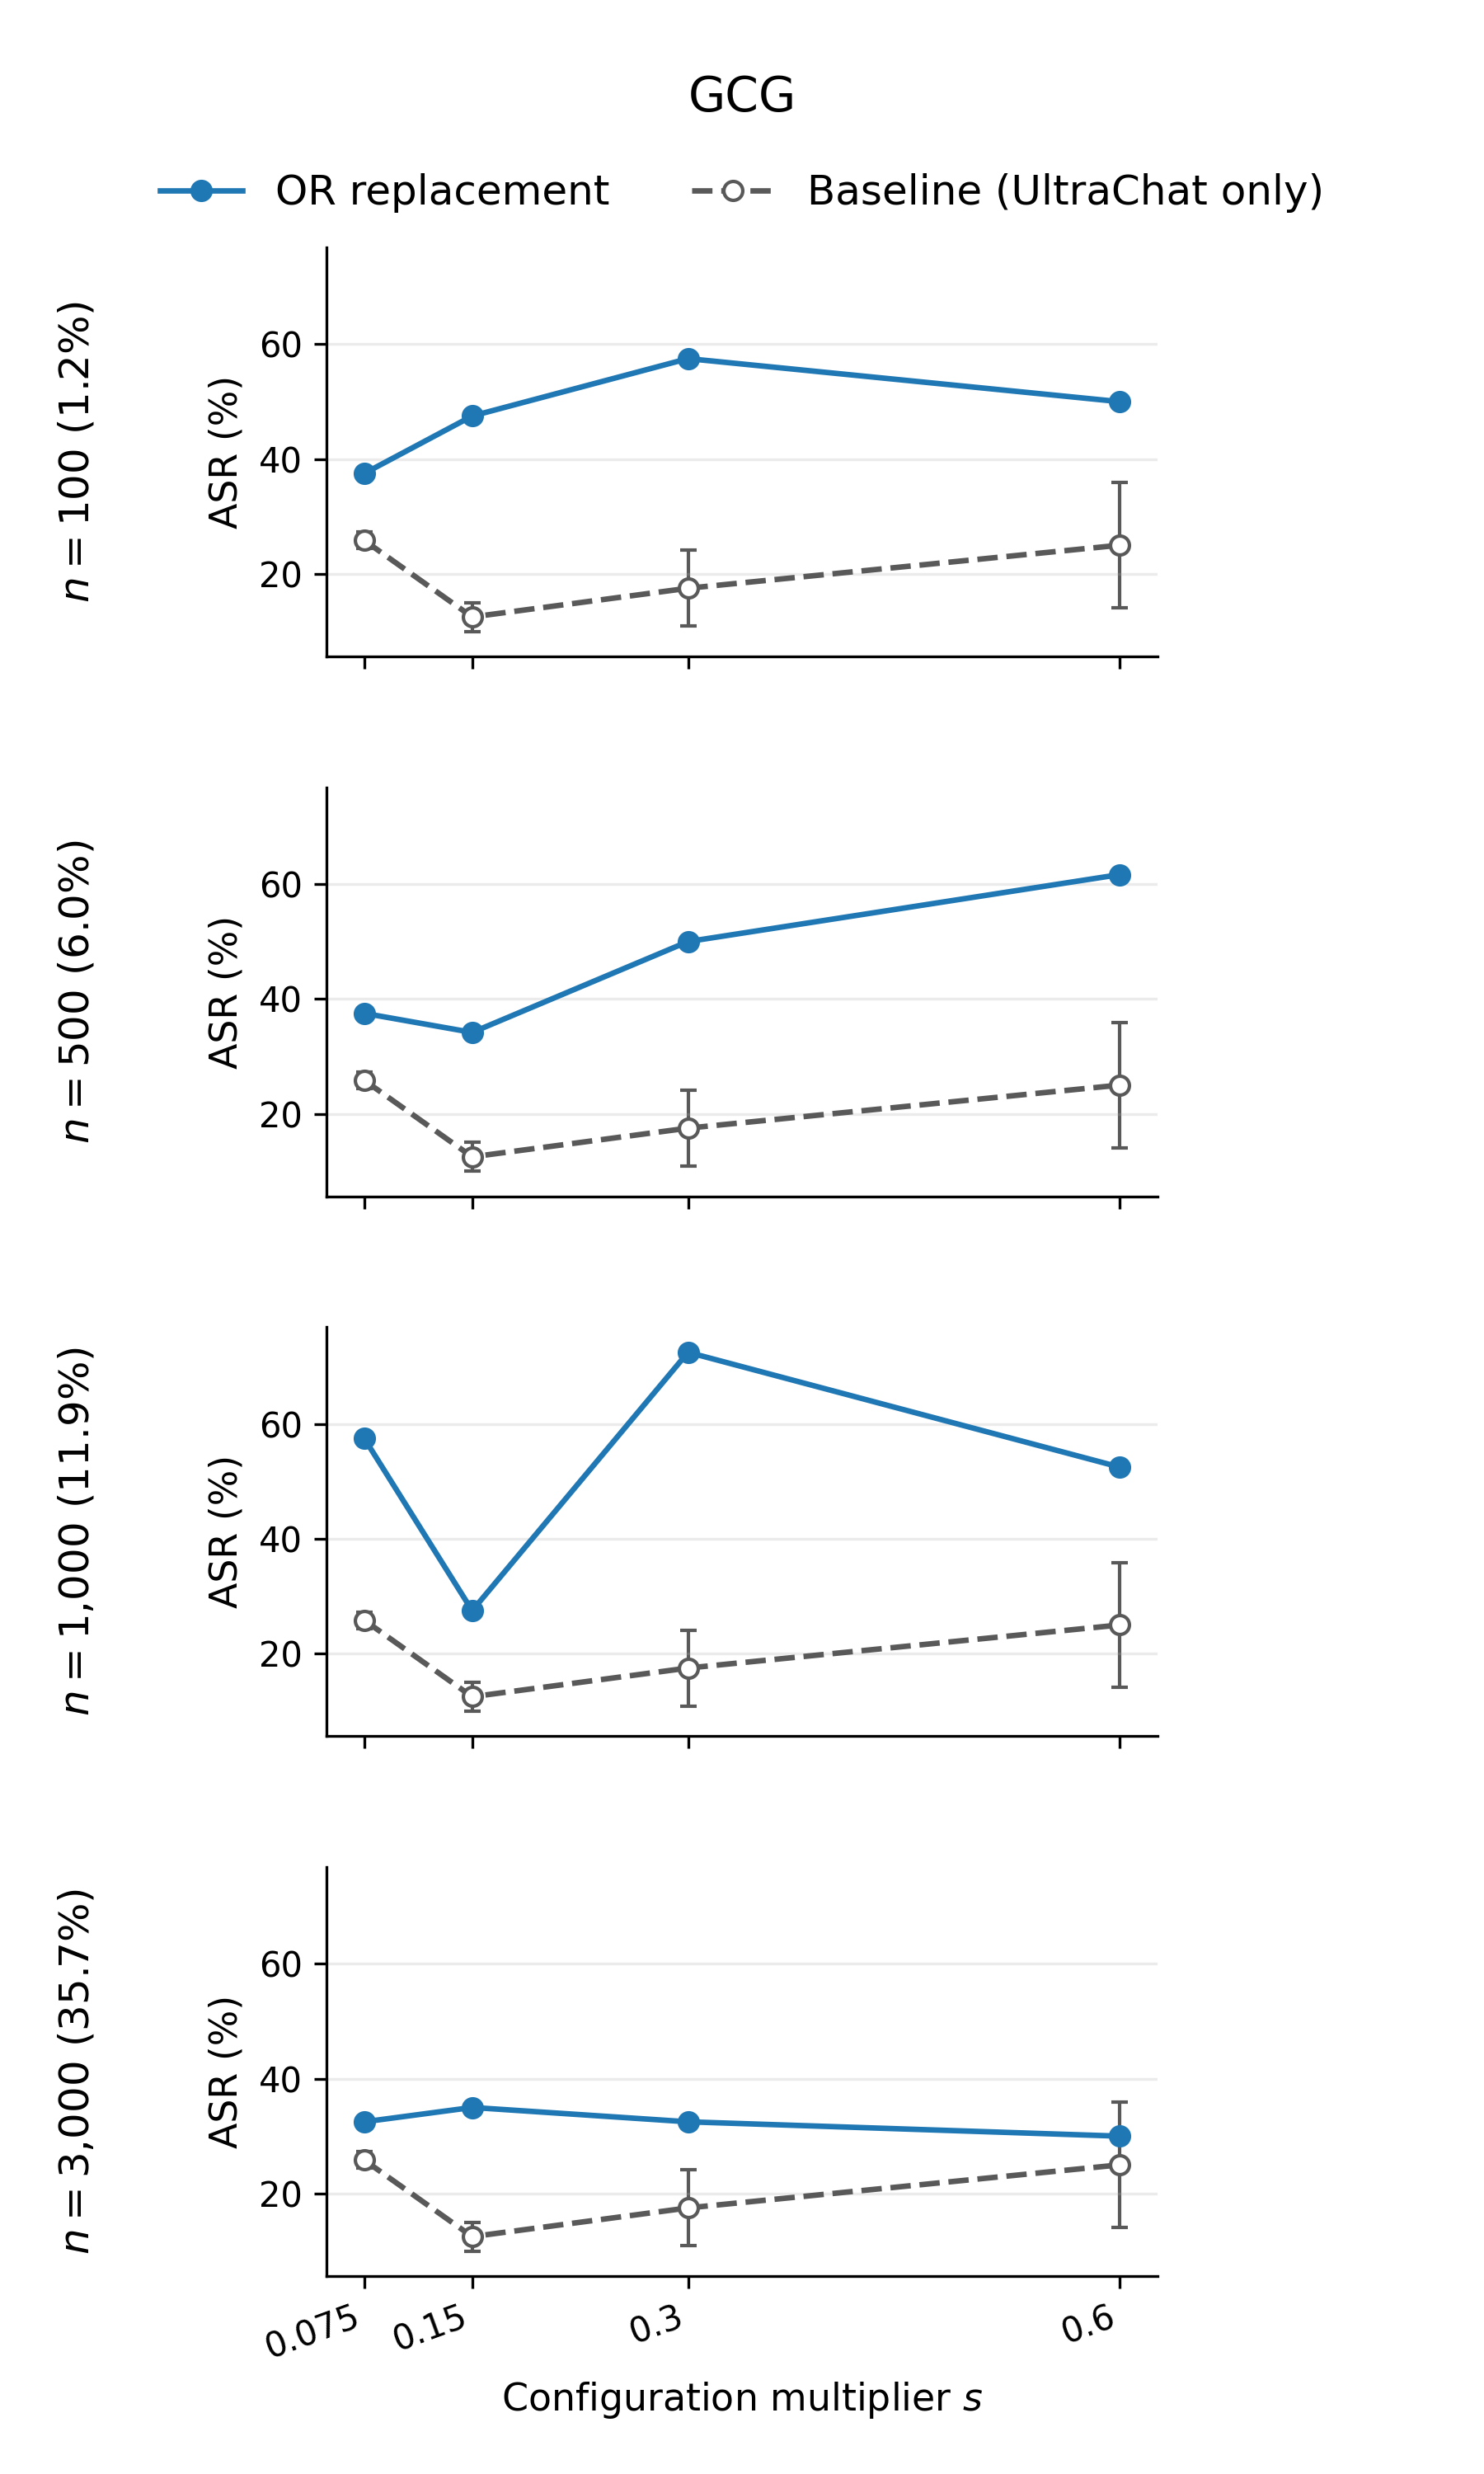 GCG
OR replacement
Baseline (UltraChat only)
n = 100 (1.2%)
ASR (%)
60
40
20
n = 500 (6.0%)
ASR (%)
60
40
20
n = 1,000 (11.9%)
ASR (%)
60
40
20
n = 3,000 (35.7%)
ASR (%)
60
40
20
0.075
0.15
0.3
0.6
Configuration multiplier s